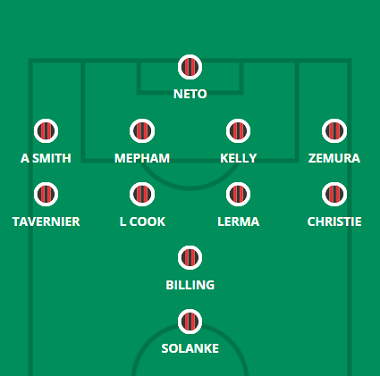 NETO
A SMITH MEPHAM KELLY ZEMURA
TAVERNIER L COOK LERMA CHRISTIE
BILLING
SOLANKE